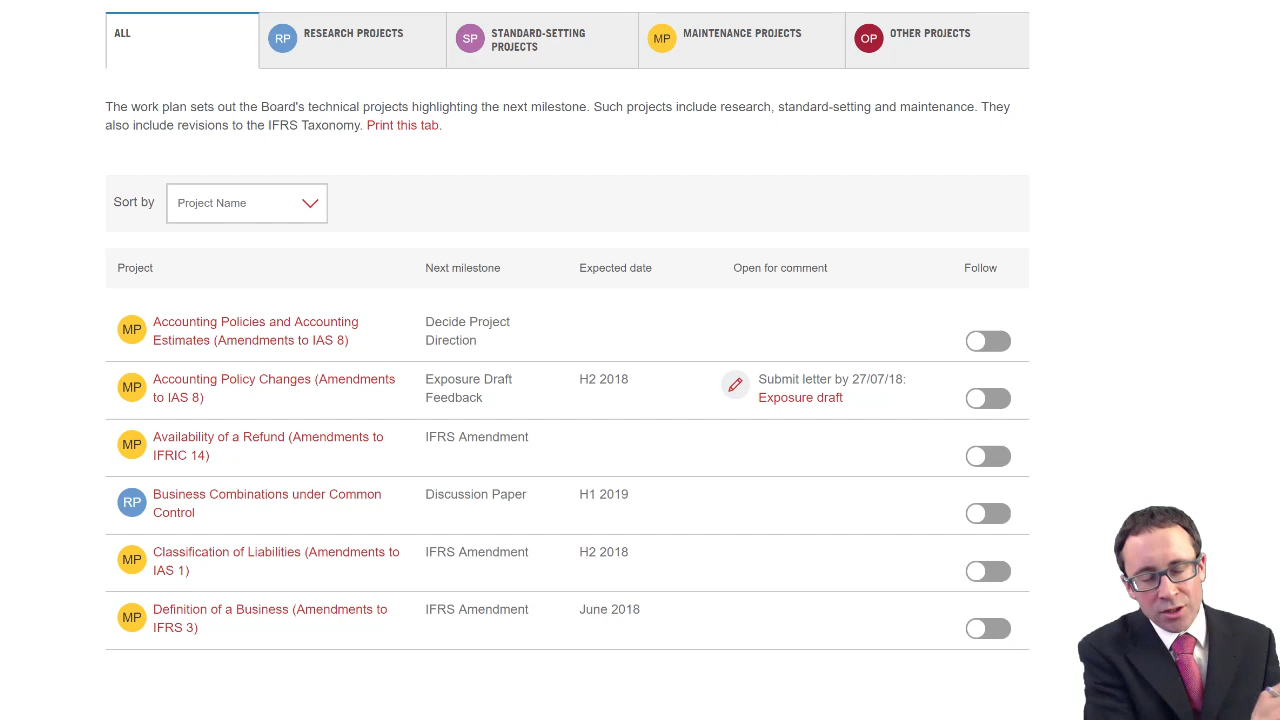 ALL
RP RESEARCH PROJECTS
SP STANDARD-SETTING
PROJECTS
MP MAINTENANCE PROJECTS
OP OTHER PROJECTS
The work plan sets out the Board's technical projects highlighting the next milestone. Such projects include research, standard-setting and maintenance. They
also include revisions to the IFRS Taxonomy. Print this tab.
Sort by Project Name
Project Next milestone Expected date Open for comment Follow
MP Accounting Policies and Accounting
Estimates (Amendments to IAS 8)
Decide Project
Direction
MP Accounting Policy Changes (Amendments
to IAS 8)
Exposure Draft
Feedback
H2 2018
Submit letter by 27/07/18:
Exposure draft
MP Availability of a Refund (Amendments to
IFRIC 14)
IFRS Amendment
RP Business Combinations under Common
Control
Discussion Paper
H1 2019
MP Classification of Liabilities (Amendments to
IAS 1)
IFRS Amendment
H2 2018
MP Definition of a Business (Amendments to
IFRS 3)
IFRS Amendment
June 2018